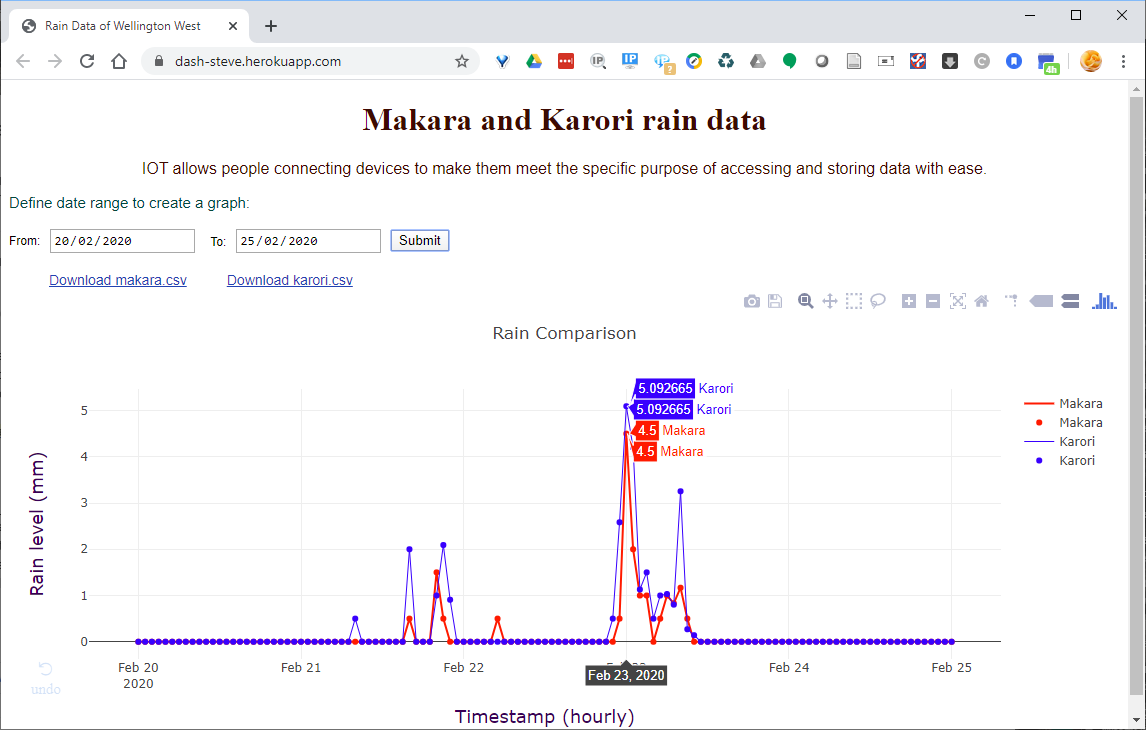 Rain Data of Wellington West
dash-steve.herokuapp.com
IP
IP
?
4h
Makara and Karori rain data
IOT allows people connecting devices to make them meet the specific purpose of accessing and storing data with ease.
Define date range to create a graph:
From: 20/02/2020 To: 25/02/2020 Submit
Download makara.csv Download karori.csv
Rain Comparison
5.092665 Karori
5.092665 Karori
4.5 Makara
4.5 Makara
Makara
Makara
Karori
Karori
Rain level (mm)
5
4
3
2
1
0
Feb 20 Feb 21 Feb 22 Feb 24 Feb 25
2020
Feb 23, 2020
undo
Timestamp (hourly)